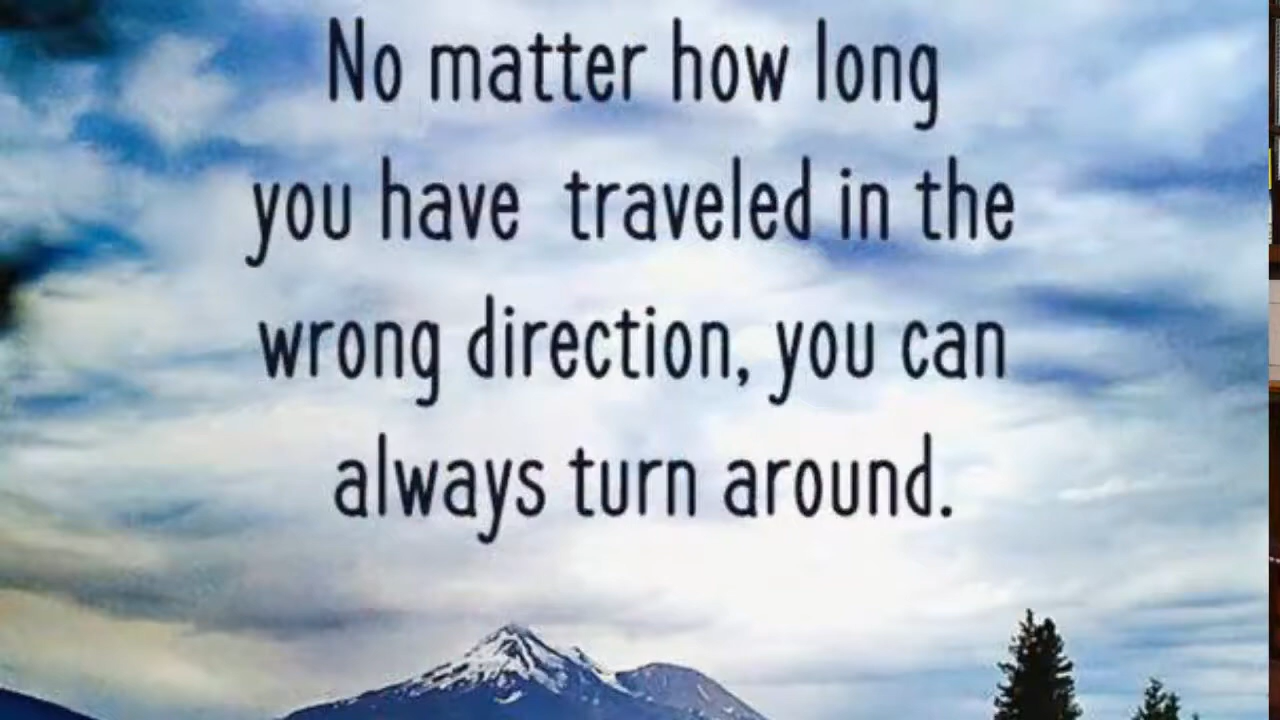 No matter how long
you have traveled in the
wrong direction, you can
always turn around.